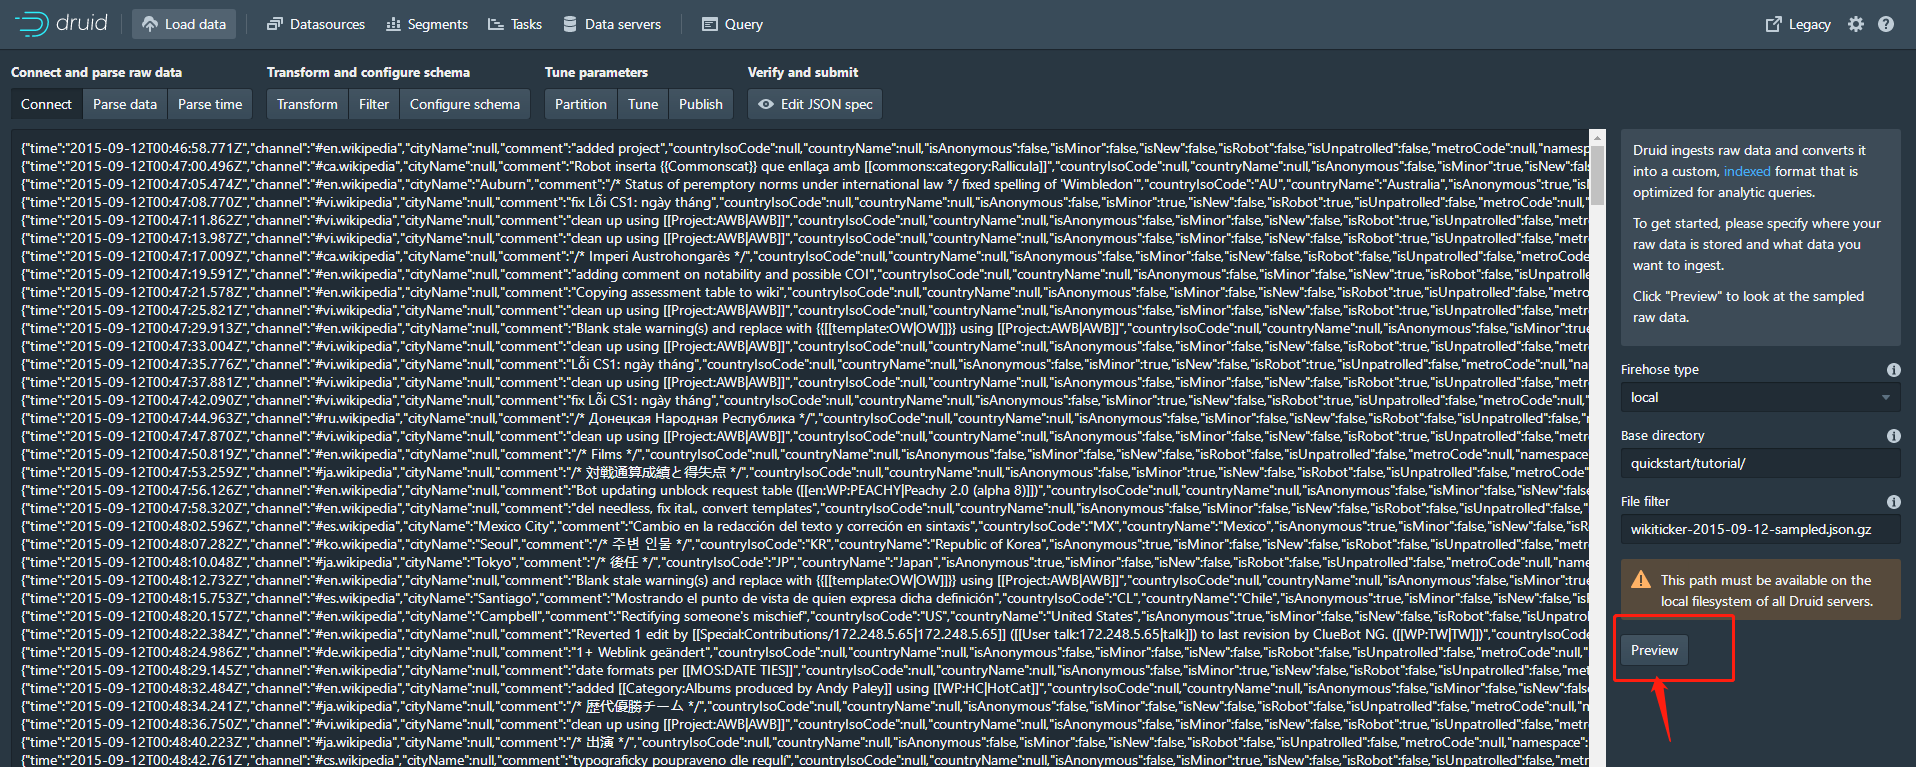 druid Load data Datasources Segments Tasks Data servers Query Legacy
Connect and parse raw data Transform and configure schema Tune parameters Verify and submit
Connect Parse data Parse time Transform Filter Configure schema Partition Tune Publish Edit JSON spec
{"time":"2015-09-12T00:46:58.771Z","channel":"#en.wikipedia","cityName":null,"comment":"added project","countryIsoCode":null,"countryName":null,"isAnonymous":false,"isMinor":false,"isNew":false,"isRobot":false,"isUnpatrolled":false,"metroCode":null,"namesp
{"time":"2015-09-12T00:47:00.496Z","channel":"#ca.wikipedia","cityName":null,"comment":"Robot inserta {{Commonscat}} que enllaça amb [[commons:category:Rallicula]]","countryIsoCode":null,"countryName":null,"isAnonymous":false,"isMinor":true,"isNew":fals
{"time":"2015-09-12T00:47:05.474Z","channel":"#en.wikipedia","cityName":"Auburn","comment":"/* Status of peremptory norms under international law */ fixed spelling of 'Wimbledon'","countryIsoCode":"AU","countryName":"Australia","isAnonymous":true,"isM
{"time":"2015-09-12T00:47:08.770Z","channel":"#vi.wikipedia","cityName":null,"comment":"fix Lỗi CS1: ngày tháng","countryIsoCode":null,"countryName":null,"isAnonymous":false,"isMinor":true,"isNew":false,"isRobot":true,"isUnpatrolled":false,"metroCode":null,"
{"time":"2015-09-12T00:47:11.862Z","channel":"#vi.wikipedia","cityName":null,"comment":"clean up using [[Project:AWB|AWB]]","countryIsoCode":null,"countryName":null,"isAnonymous":false,"isMinor":false,"isNew":false,"isRobot":true,"isUnpatrolled":false,"metro
{"time":"2015-09-12T00:47:13.987Z","channel":"#vi.wikipedia","cityName":null,"comment":"clean up using [[Project:AWB|AWB]]","countryIsoCode":null,"countryName":null,"isAnonymous":false,"isMinor":false,"isNew":false,"isRobot":true,"isUnpatrolled":false,"metro
{"time":"2015-09-12T00:47:17.009Z","channel":"#ca.wikipedia","cityName":null,"comment":"/* Imperi Austrohongarès */","countryIsoCode":null,"countryName":null,"isAnonymous":false,"isMinor":false,"isNew":false,"isRobot":false,"isUnpatrolled":false,"metroCode
{"time":"2015-09-12T00:47:19.591Z","channel":"#en.wikipedia","cityName":null,"comment":"adding comment on notability and possible COI","countryIsoCode":null,"countryName":null,"isAnonymous":false,"isMinor":false,"isNew":true,"isRobot":false,"isUnpatrolled
{"time":"2015-09-12T00:47:21.578Z","channel":"#en.wikipedia","cityName":null,"comment":"Copying assessment table to wiki","countryIsoCode":null,"countryName":null,"isAnonymous":false,"isMinor":false,"isNew":false,"isRobot":true,"isUnpatrolled":false,"metro
{"time":"2015-09-12T00:47:25.821Z","channel":"#vi.wikipedia","cityName":null,"comment":"clean up using [[Project:AWB|AWB]]","countryIsoCode":null,"countryName":null,"isAnonymous":false,"isMinor":false,"isNew":false,"isRobot":true,"isUnpatrolled":false,"metro
{"time":"2015-09-12T00:47:29.913Z","channel":"#en.wikipedia","cityName":null,"comment":"Blank stale warning(s) and replace with {{[[template:OW|OW]]}} using [[Project:AWB|AWB]]","countryIsoCode":null,"countryName":null,"isAnonymous":false,"isMinor":true
{"time":"2015-09-12T00:47:33.004Z","channel":"#vi.wikipedia","cityName":null,"comment":"clean up using [[Project:AWB|AWB]]","countryIsoCode":null,"countryName":null,"isAnonymous":false,"isMinor":false,"isNew":false,"isRobot":true,"isUnpatrolled":false,"metro
{"time":"2015-09-12T00:47:35.776Z","channel":"#vi.wikipedia","cityName":null,"comment":"Lỗi CS1: ngày tháng","countryIsoCode":null,"countryName":null,"isAnonymous":false,"isMinor":true,"isNew":false,"isRobot":true,"isUnpatrolled":false,"metroCode":null,"na
{"time":"2015-09-12T00:47:37.881Z","channel":"#vi.wikipedia","cityName":null,"comment":"clean up using [[Project:AWB|AWB]]","countryIsoCode":null,"countryName":null,"isAnonymous":false,"isMinor":false,"isNew":false,"isRobot":true,"isUnpatrolled":false,"metro
{"time":"2015-09-12T00:47:42.090Z","channel":"#vi.wikipedia","cityName":null,"comment":"fix Lỗi CS1: ngày tháng","countryIsoCode":null,"countryName":null,"isAnonymous":false,"isMinor":true,"isNew":false,"isRobot":true,"isUnpatrolled":false,"metroCode":null,"
{"time":"2015-09-12T00:47:44.963Z","channel":"#ru.wikipedia","cityName":null,"comment":"/* Донецкая Народная Республика */","countryIsoCode":null,"countryName":null,"isAnonymous":false,"isMinor":false,"isNew":false,"isRobot":false,"isUnpatrolled":false,"m
{"time":"2015-09-12T00:47:47.870Z","channel":"#vi.wikipedia","cityName":null,"comment":"clean up using [[Project:AWB|AWB]]","countryIsoCode":null,"countryName":null,"isAnonymous":false,"isMinor":false,"isNew":false,"isRobot":true,"isUnpatrolled":false,"metro
{"time":"2015-09-12T00:47:50.819Z","channel":"#en.wikipedia","cityName":null,"comment":"/* Films */","countryIsoCode":null,"countryName":null,"isAnonymous":false,"isMinor":false,"isNew":false,"isRobot":false,"isUnpatrolled":false,"metroCode":null,"namespace
{"time":"2015-09-12T00:47:53.259Z","channel":"#ja.wikipedia","cityName":null,"comment":"/* 対戦通算成績と得失点 */","countryIsoCode":null,"countryName":null,"isAnonymous":false,"isMinor":true,"isNew":false,"isRobot":false,"isUnpatrolled":false,"metroCode"
{"time":"2015-09-12T00:47:56.126Z","channel":"#en.wikipedia","cityName":null,"comment":"Bot updating unblock request table ([[en:WP:PEACHY|Peachy 2.0 (alpha 8)]])","countryIsoCode":null,"countryName":null,"isAnonymous":false,"isMinor":false,"isNew":fals
{"time":"2015-09-12T00:47:58.320Z","channel":"#en.wikipedia","cityName":null,"comment":"del needless, fix ital., convert templates","countryIsoCode":null,"countryName":null,"isAnonymous":false,"isMinor":false,"isNew":false,"isRobot":false,"isUnpatrolled":fals
{"time":"2015-09-12T00:48:02.596Z","channel":"#es.wikipedia","cityName":"Mexico City","comment":"Cambio en la redacción del texto y correción en sintaxis","countryIsoCode":"MX","countryName":"Mexico","isAnonymous":true,"isMinor":false,"isNew":false,"isRo
{"time":"2015-09-12T00:48:07.282Z","channel":"#ko.wikipedia","cityName":"Seoul","comment":"/* 주변 인물 */","countryIsoCode":"KR","countryName":"Republic of Korea","isAnonymous":true,"isMinor":false,"isNew":false,"isRobot":false,"isUnpatrolled":false,"metr
{"time":"2015-09-12T00:48:10.048Z","channel":"#ja.wikipedia","cityName":"Tokyo","comment":"/* 後任 */","countryIsoCode":"JP","countryName":"Japan","isAnonymous":true,"isMinor":false,"isNew":false,"isRobot":false,"isUnpatrolled":false,"metroCode":null,"na
{"time":"2015-09-12T00:48:12.732Z","channel":"#en.wikipedia","cityName":null,"comment":"Blank stale warning(s) and replace with {{[[template:OW|OW]]}} using [[Project:AWB|AWB]]","countryIsoCode":null,"countryName":null,"isAnonymous":false,"isMinor":true
{"time":"2015-09-12T00:48:15.753Z","channel":"#es.wikipedia","cityName":"Santiago","comment":"Mostrando el punto de vista de quien expresa dicha definición","countryIsoCode":"CL","countryName":"Chile","isAnonymous":true,"isMinor":false,"isNew":false,"isRol
{"time":"2015-09-12T00:48:20.157Z","channel":"#en.wikipedia","cityName":"Campbell","comment":"Rectifying someone's mischief","countryIsoCode":"US","countryName":"United States","isAnonymous":true,"isMinor":false,"isNew":false,"isRobot":false,"isUnpatrolled
{"time":"2015-09-12T00:48:22.384Z","channel":"#en.wikipedia","cityName":null,"comment":"Reverted 1 edit by [[Special:Contributions/172.248.5.65|172.248.5.65]] ([[User talk:172.248.5.65|talk]]) to last revision by ClueBot NG. ([[WP:TW|TW]])","countryIsoCode
{"time":"2015-09-12T00:48:24.986Z","channel":"#de.wikipedia","cityName":null,"comment":"1+ Weblink geändert","countryIsoCode":null,"countryName":null,"isAnonymous":false,"isMinor":false,"isNew":false,"isRobot":false,"isUnpatrolled":false,"metroCode":null,"
{"time":"2015-09-12T00:48:29.145Z","channel":"#en.wikipedia","cityName":null,"comment":"date formats per [[MOS:DATE TIES]]","countryIsoCode":null,"countryName":null,"isAnonymous":false,"isMinor":true,"isNew":false,"isRobot":false,"isUnpatrolled":false,"met
{"time":"2015-09-12T00:48:32.484Z","channel":"#en.wikipedia","cityName":null,"comment":"added [[Category:Albums produced by Andy Paley]] using [[WP:HC|HotCat]]","countryIsoCode":null,"countryName":null,"isAnonymous":false,"isMinor":false,"isNew":false,"is
{"time":"2015-09-12T00:48:34.241Z","channel":"#ja.wikipedia","cityName":null,"comment":"/* 歴代優勝チーム */","countryIsoCode":null,"countryName":null,"isAnonymous":false,"isMinor":false,"isNew":false,"isRobot":false,"isUnpatrolled":false,"metroCode":nul
{"time":"2015-09-12T00:48:36.750Z","channel":"#vi.wikipedia","cityName":null,"comment":"clean up using [[Project:AWB|AWB]]","countryIsoCode":null,"countryName":null,"isAnonymous":false,"isMinor":false,"isNew":false,"isRobot":true,"isUnpatrolled":false,"metro
{"time":"2015-09-12T00:48:40.223Z","channel":"#ja.wikipedia","cityName":null,"comment":"/* 出演 */","countryIsoCode":null,"countryName":null,"isAnonymous":false,"isMinor":false,"isNew":false,"isRobot":false,"isUnpatrolled":false,"metroCode":null,"namespace":
{"time":"2015-09-12T00:48:42.761Z","channel":"#cs.wikipedia","cityName":null,"comment":"typograficky poupraveno dle regulí","countryIsoCode":null,"countryName":null,"isAnonymous":false,"isMinor":true,"isNew":false,"isRobot":false,"isUnpatrolled":false,"met
Druid ingests raw data and converts it
into a custom, indexed format that is
optimized for analytic queries.
To get started, please specify where your
raw data is stored and what data you
want to ingest.
Click "Preview" to look at the sampled
raw data.
Firehose type
local
Base directory
quickstart/tutorial/
File filter
wikiticker-2015-09-12-sampled.json.gz
This path must be available on the
local filesystem of all Druid servers.
Preview